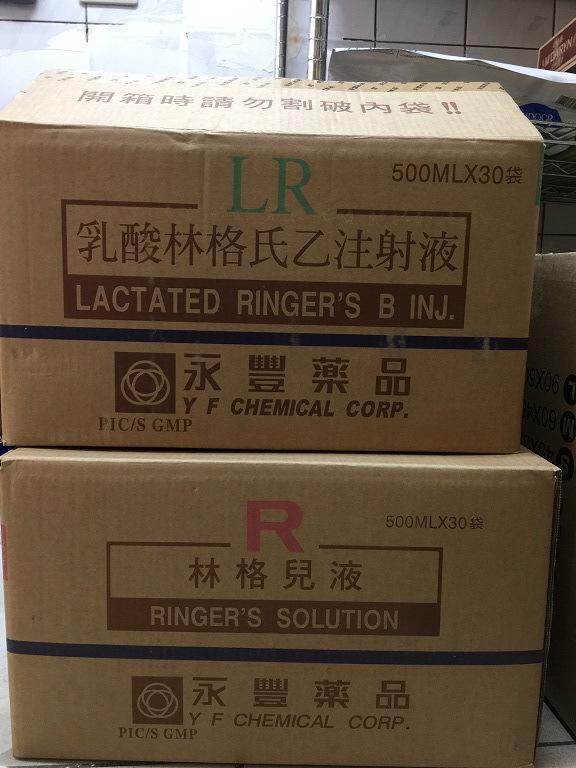 開箱時請勿割破內袋!!
LR
500MLX30袋
乳酸林格氏乙注射液
LACTATED RINGER'S B INJ.
永豐藥品
Y F CHEMICAL CORP.
PIC/S GMP
R
500MLX30袋
林格兒液
RINGER'S SOLUTION
永豐藥品
Y F CHEMICAL CORP.
PIC/S GMP
L
M
S